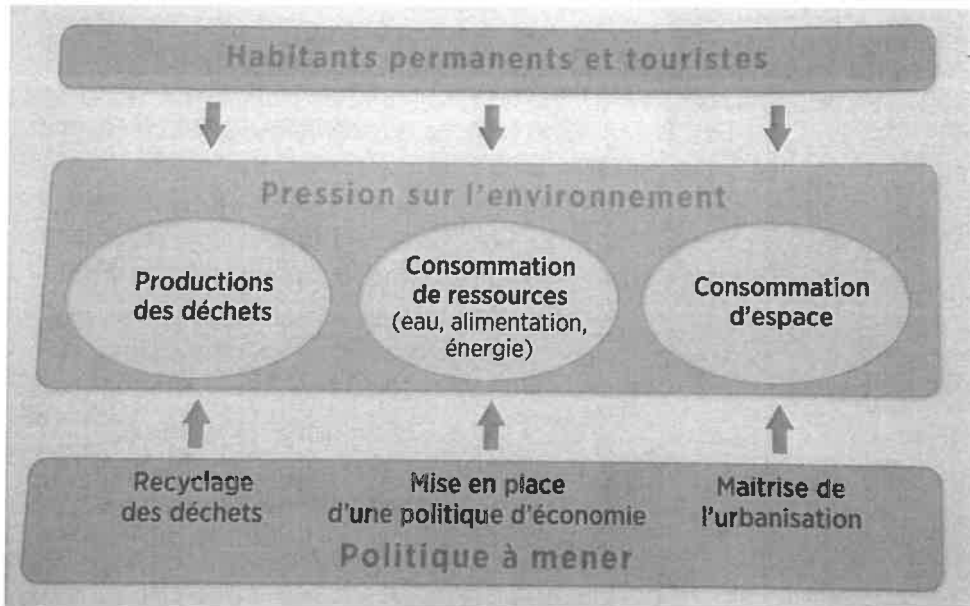 Habitants permanents et touristes
Pression sur l'environnement
Productions
des déchets
Consommation
de ressources
(eau, alimentation,
énergie)
Consommation
d'espace
Recyclage
des déchets
Mise en place
d'une politique d'économie
Maitrise de
l'urbanisation
Politique à mener